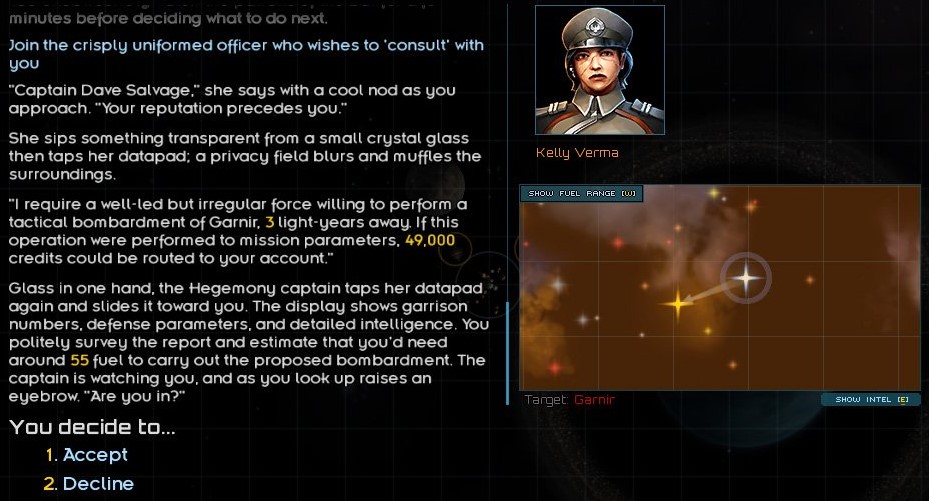 minutes before deciding what to do next.
Join the crisply uniformed officer who wishes to 'consult' with
you
"Captain Dave Salvage," she says with a cool nod as you
approach. "Your reputation precedes you."
She sips something transparent from a small crystal glass
then taps her datapad; a privacy field blurs and muffles the
surroundings.
"I require a well-led but irregular force willing to perform a
tactical bombardment of Garnir, 3 light-years away. If this
operation were performed to mission parameters, 49,000
credits could be routed to your account."
Glass in one hand, the Hegemony captain taps her datapad
again and slides it toward you. The display shows garrison
numbers, defense parameters, and detailed intelligence. You
politely survey the report and estimate that you'd need
around 55 fuel to carry out the proposed bombardment. The
captain is watching you, and as you look up raises an
eyebrow. "Are you in?"
You decide to...
1. Accept
2. Decline
Kelly Verma
SHOW FUEL RANGE [W]
Target: Garnir
SHOW INTEL [E]